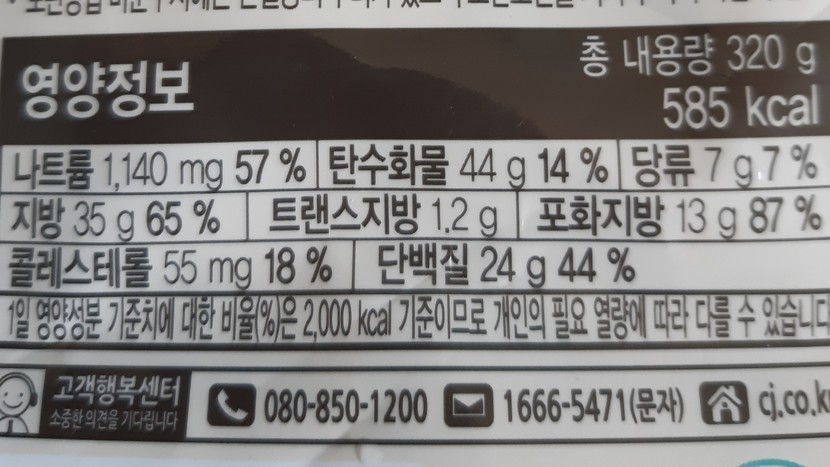 영양정보
총 내용량 320 g
585 kcal
나트륨 1,140 mg 57 % 탄수화물 44 g 14 % 당류 7 g 7 %
지방 35 g 65 % 트랜스지방 1.2 g 포화지방 13 g 87 %
콜레스테롤 55 mg 18 % 단백질 24 g 44 %
1일 영양성분 기준치에 대한 비율(%)은 2,000 kcal 기준이므로 개인의 필요 열량에 따라 다를 수 있습니다
고객행복센터
소중한 의견을 기다립니다
080-850-1200 1666-5471(문자) cj.co.k